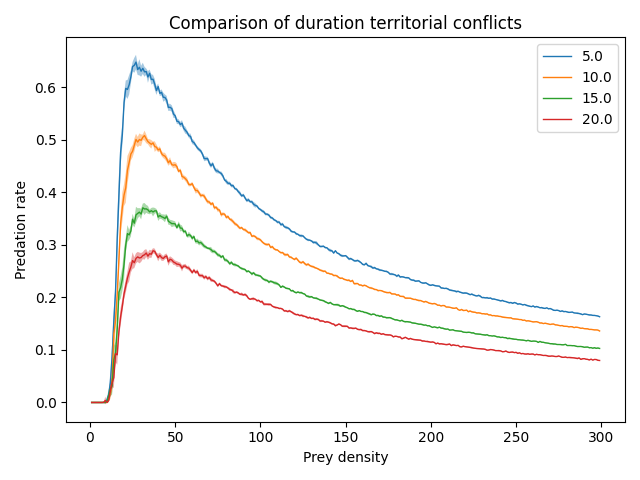 Comparison of duration territorial conflicts
5.0
10.0
15.0
20.0
Predation rate
0.6
0.5
0.4
0.3
0.2
0.1
0.0
0 50 100 150 200 250 300
Prey density